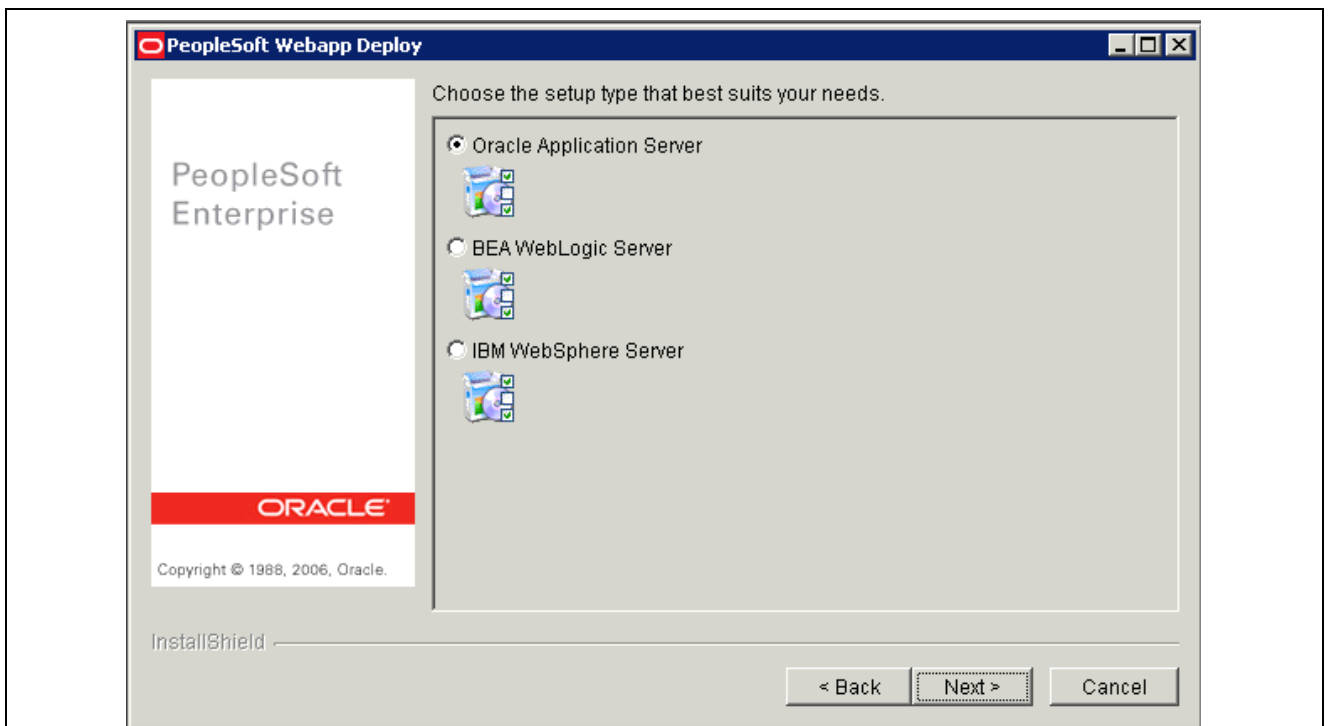 PeopleSoft Webapp Deploy
Choose the setup type that best suits your needs.
PeopleSoft
Enterprise
Oracle Application Server
BEA WebLogic Server
IBM WebSphere Server
ORACLE
Copyright © 1988, 2006, Oracle.
InstallShield
< Back
Next >
Cancel